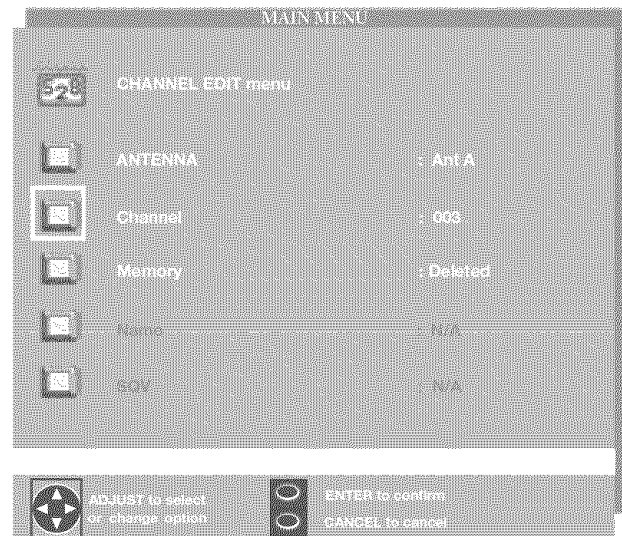 MAIN MENU
CHANNEL EDIT menu
ANTENNA : Ant A
Channel : 003
Memory : Deleted
Name : N/A
SQV : N/A
ADJUST to select
or change option
ENTER to confirm
CANCEL to cancel